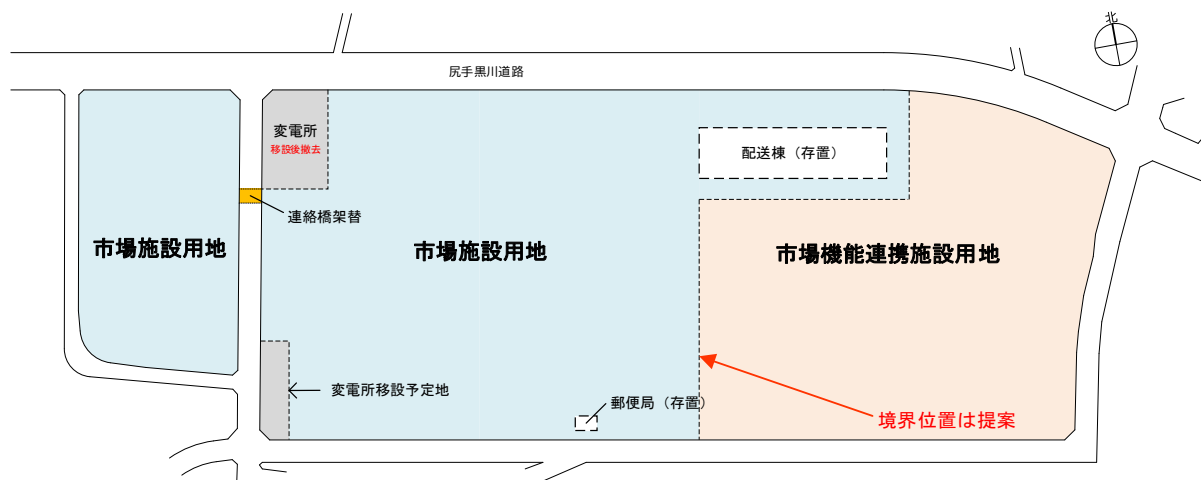 北
尻手黒川道路
変電所
移設後撤去
配送棟（存置）
連絡橋架替
市場施設用地
市場施設用地
市場機能連携施設用地
変電所移設予定地
郵便局（存置）
境界位置は提案